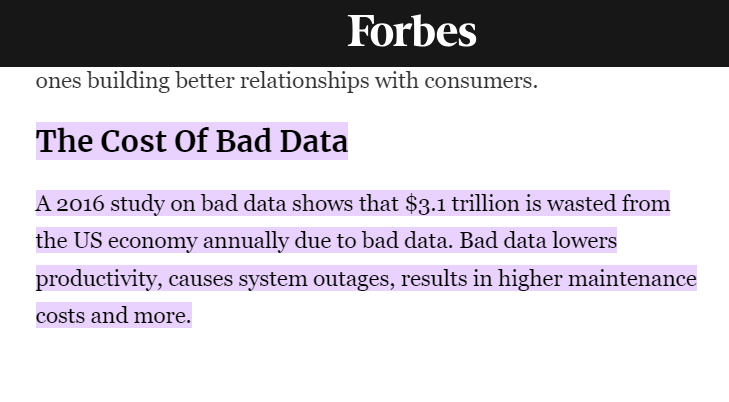 Forbes
ones building better relationships with consumers.
The Cost Of Bad Data
A 2016 study on bad data shows that $3.1 trillion is wasted from
the US economy annually due to bad data. Bad data lowers
productivity, causes system outages, results in higher maintenance
costs and more.